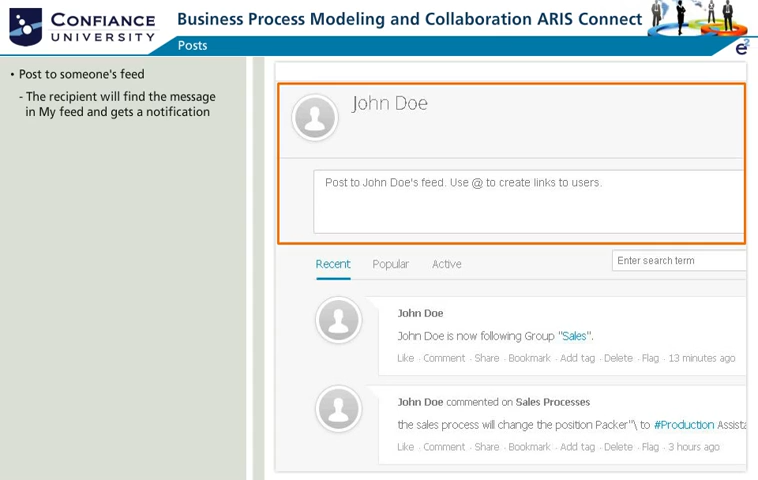 CONFIANCE
UNIVERSITY
Business Process Modeling and Collaboration ARIS Connect
Posts
e²
• Post to someone's feed
- The recipient will find the message
in My feed and gets a notification
John Doe
Post to John Doe's feed. Use @ to create links to users.
Recent Popular Active
Enter search term
John Doe
John Doe is now following Group "Sales".
Like . Comment . Share . Bookmark . Add tag . Delete . Flag . 13 minutes ago
John Doe commented on Sales Processes
the sales process will change the position Packer"\ to #Production Assista
Like . Comment . Share . Bookmark . Add tag . Delete . Flag . 3 hours ago